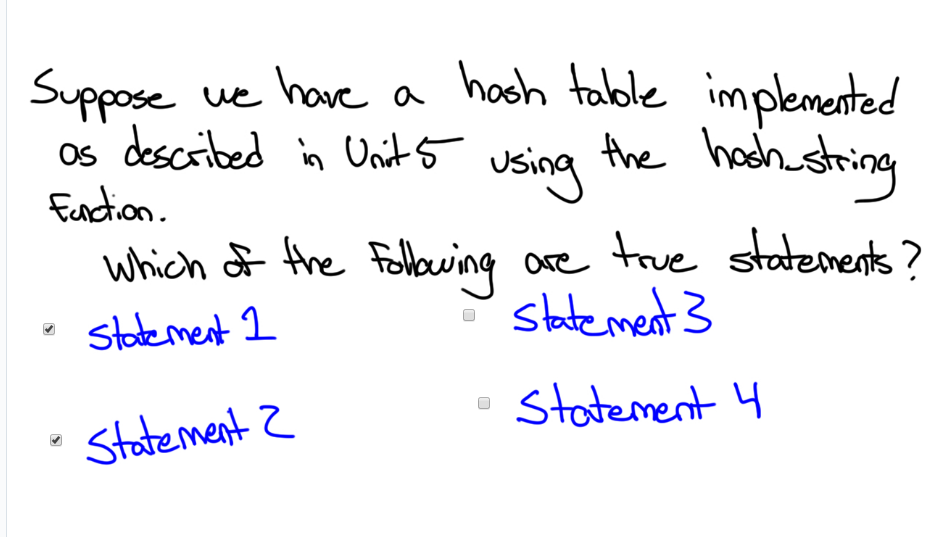 Suppose we have a hash table implemented
as described in Unit 5 using the hash_string
function.
Which of the following are true statements?
statement 1
statement 3
statement 2
statement 4